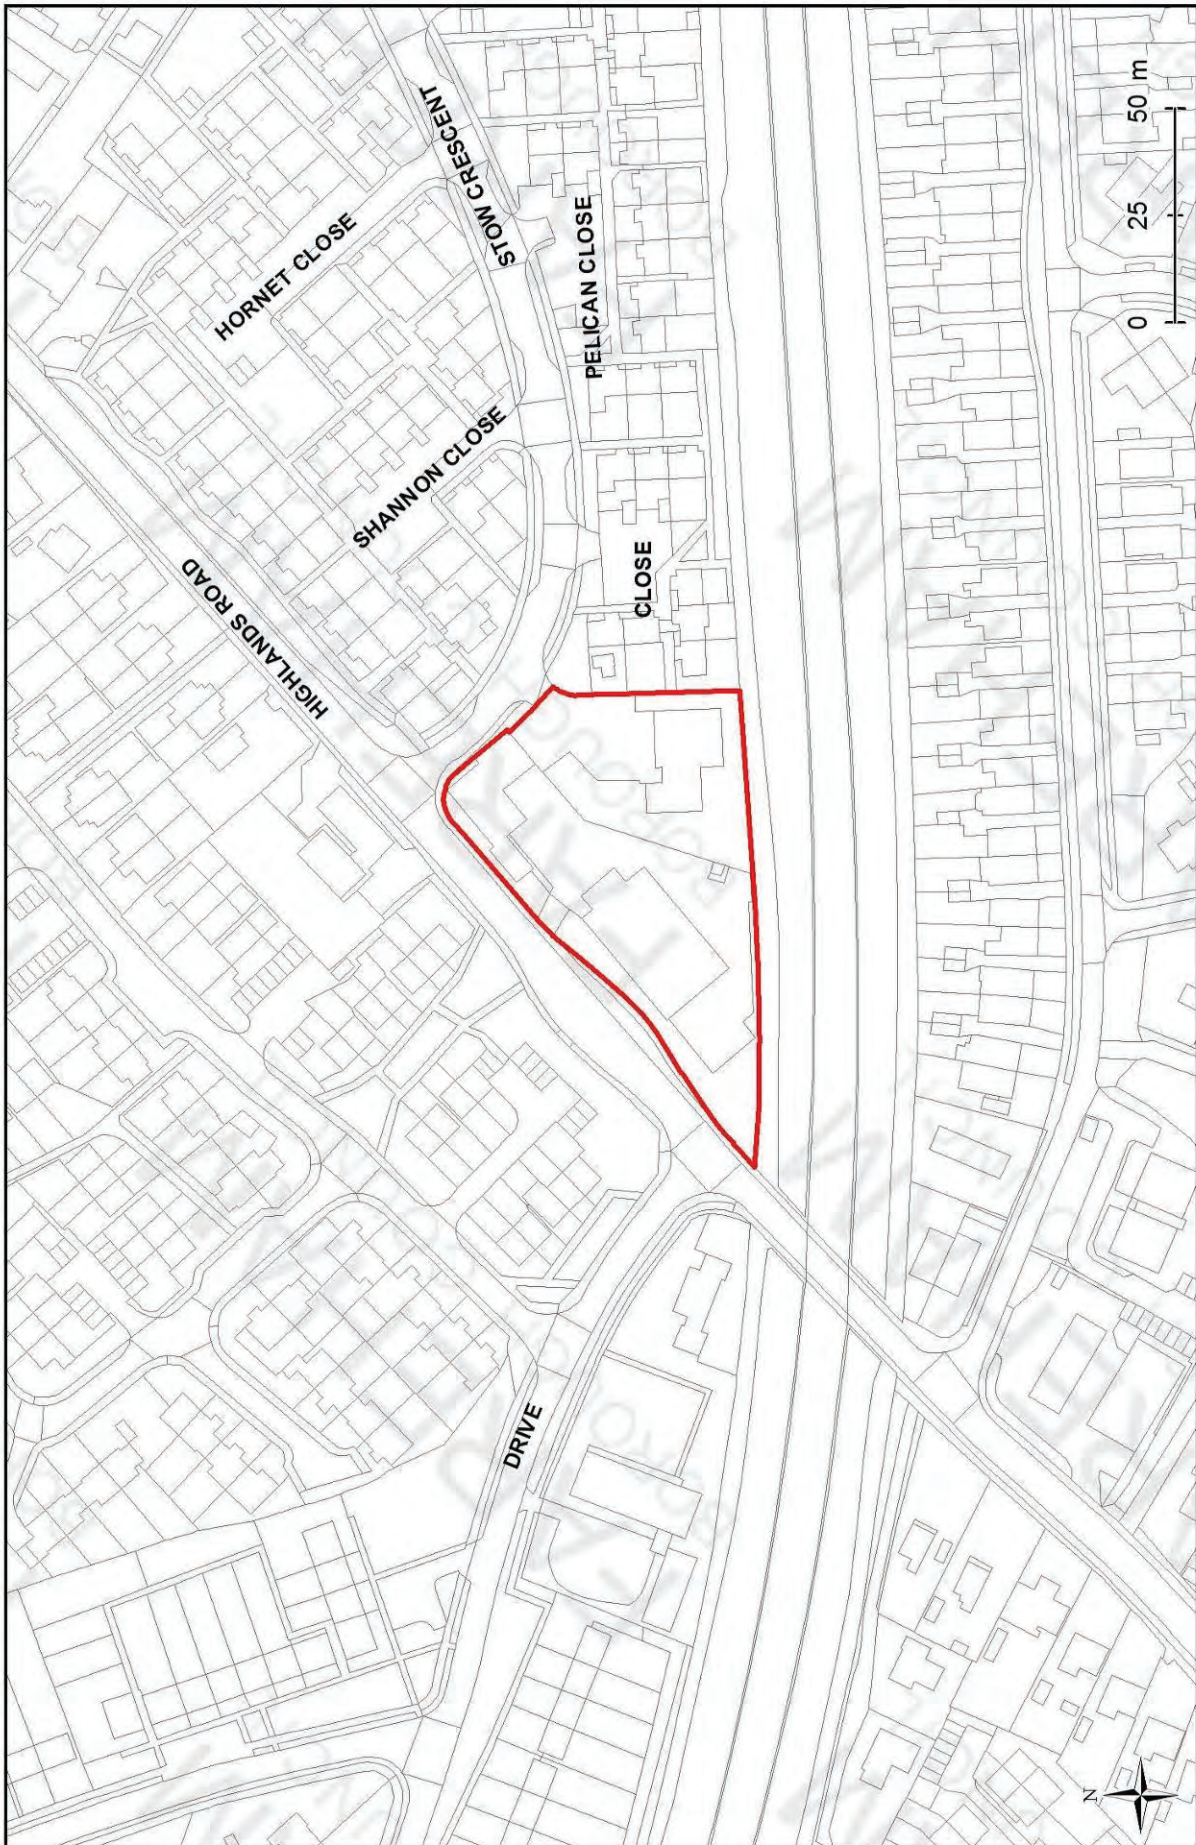 HORNET CLOSE
STOW CRESCENT
PELICAN CLOSE
SHANNON CLOSE
HIGHLANDS ROAD
CLOSE
DRIVE
0 25 50 m
N